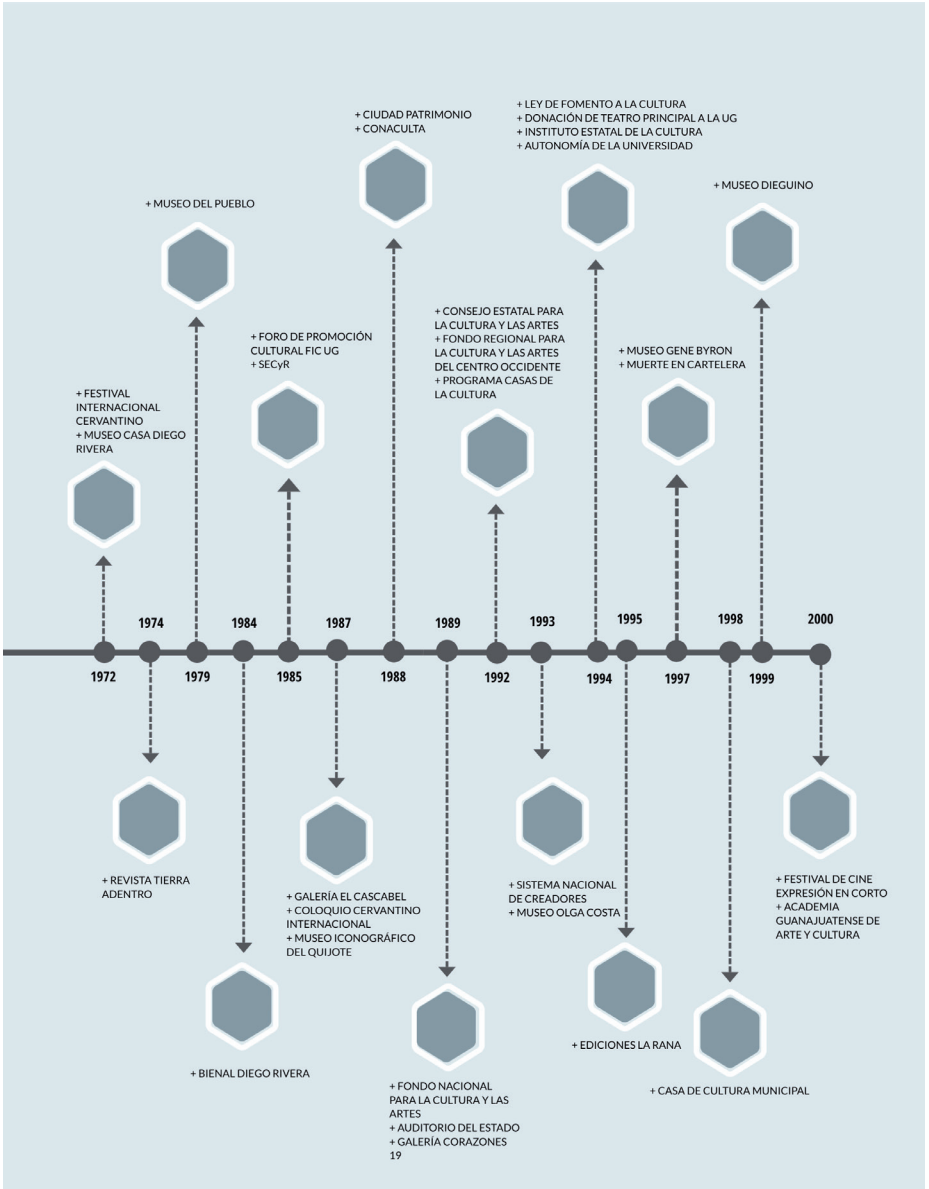 + LEY DE FOMENTO A LA CULTURA
+ DONACIÓN DE TEATRO PRINCIPAL A LA UG
+ INSTITUTO ESTATAL DE LA CULTURA
+ AUTONOMÍA DE LA UNIVERSIDAD
+ CIUDAD PATRIMONIO
+ CONACULTA
+ MUSEO DIEGUINO
+ MUSEO DEL PUEBLO
+ CONSEJO ESTATAL PARA
LA CULTURA Y LAS ARTES
+ FONDO REGIONAL PARA
LA CULTURA Y LAS ARTES
DEL CENTRO OCCIDENTE
+ PROGRAMA CASAS DE
LA CULTURA
+ FORO DE PROMOCIÓN
CULTURAL FIC UG
+ SECyR
+ MUSEO GENE BYRON
+ MUERTE EN CARTELERA
+ FESTIVAL
INTERNACIONAL
CERVANTINO
+ MUSEO CASA DIEGO
RIVERA
1974
1984
1987
1989
1993
1995
1998
2000
1972
1979
1985
1988
1992
1994
1997
1999
+ REVISTA TIERRA
ADENTRO
+ GALERÍA EL CASCABEL
+ COLOQUIO CERVANTINO
INTERNACIONAL
+ MUSEO ICONOGRÁFICO
DEL QUIJOTE
+ SISTEMA NACIONAL
DE CREADORES
+ MUSEO OLGA COSTA
+ FESTIVAL DE CINE
EXPRESIÓN EN CORTO
+ ACADEMIA
GUANAJUATENSE DE
ARTE Y CULTURA
+ EDICIONES LA RANA
+ BIENAL DIEGO RIVERA
+ FONDO NACIONAL
PARA LA CULTURA Y LAS
ARTES
+ AUDITORIO DEL ESTADO
+ GALERÍA CORAZONES
19
+ CASA DE CULTURA MUNICIPAL